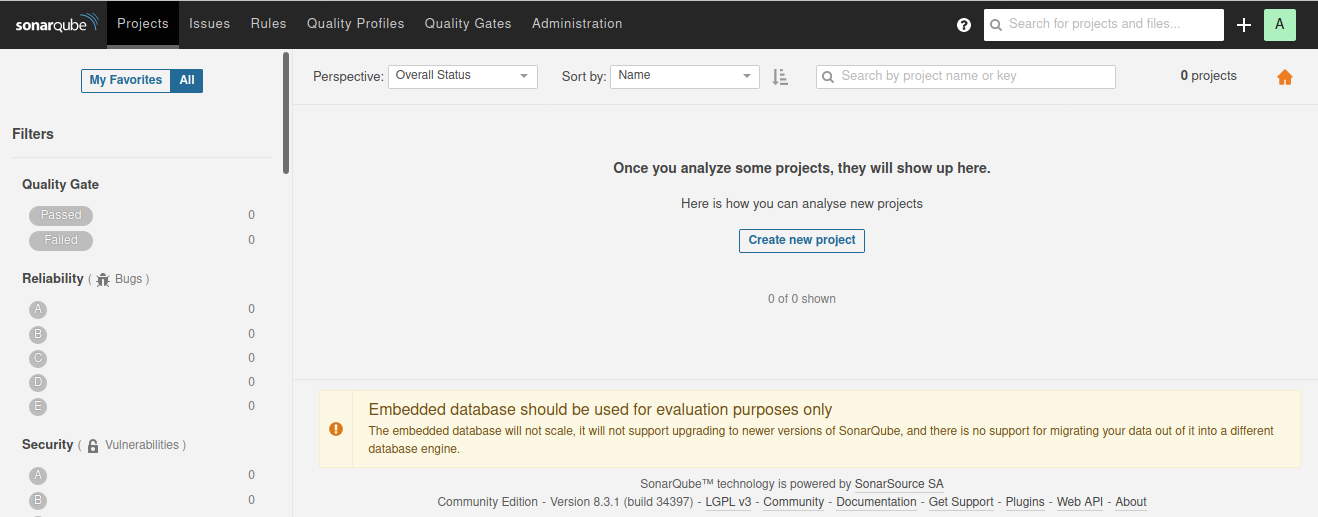 sonarqube Projects Issues Rules Quality Profiles Quality Gates Administration ? Search for projects and files... + A
My Favorites All
Perspective: Overall Status Sort by: Name Search by project name or key 0 projects
Filters
Quality Gate
Passed 0
Failed 0
Reliability ( Bugs )
A 0
B 0
C 0
D 0
E 0
Security ( Vulnerabilities )
A 0
B 0
Once you analyze some projects, they will show up here.
Here is how you can analyse new projects
Create new project
0 of 0 shown
Embedded database should be used for evaluation purposes only
The embedded database will not scale, it will not support upgrading to newer versions of SonarQube, and there is no support for migrating your data out of it into a different
database engine.
SonarQube™ technology is powered by SonarSource SA
Community Edition - Version 8.3.1 (build 34397) - LGPL v3 - Community - Documentation - Get Support - Plugins - Web API - About